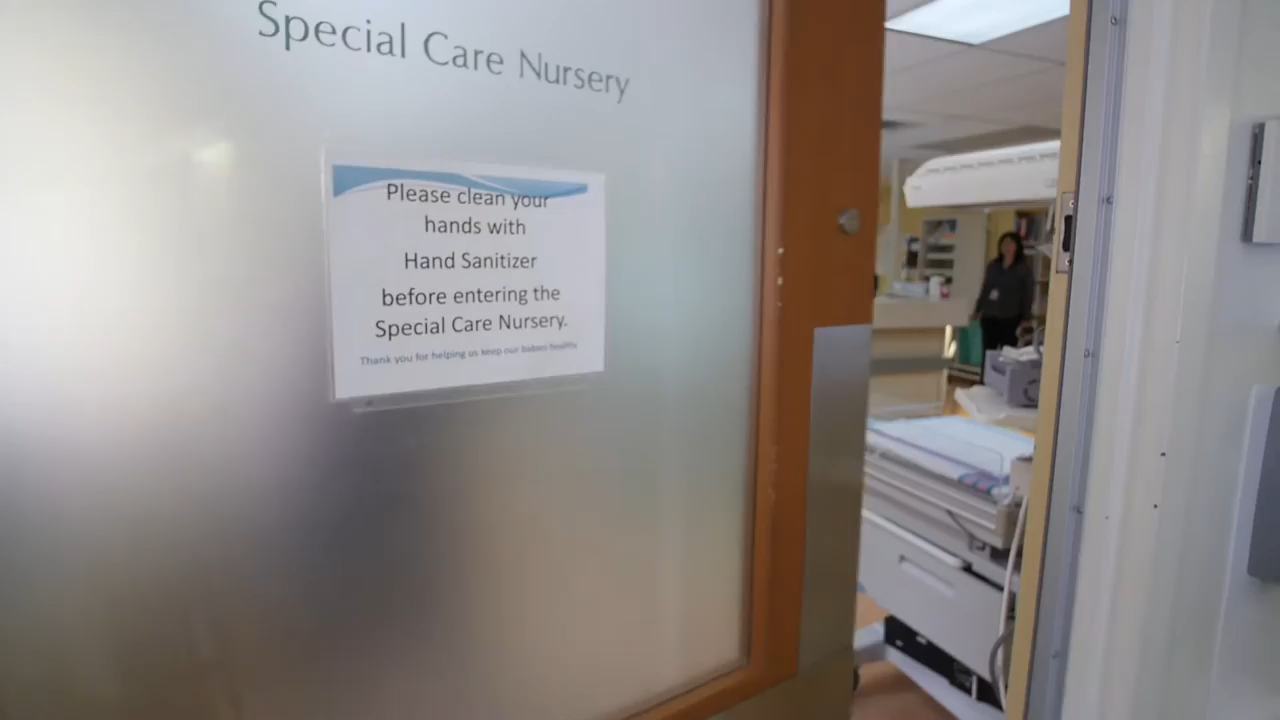 Special Care Nursery
Please clean your
hands with
Hand Sanitizer
before entering the
Special Care Nursery.
Thank you for helping us keep our babies healthy